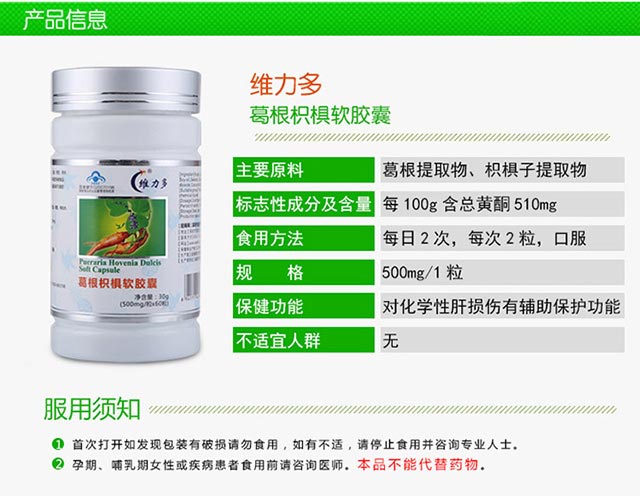 产品信息
维力多
葛根枳椇软胶囊
主要原料 葛根提取物、枳椇子提取物
标志性成分及含量 每100g含总黄酮510mg
食用方法 每日2次，每次2粒，口服
规 格 500mg/1粒
保健功能 对化学性肝损伤有辅助保护功能
不适宜人群 无
维力多
Pueraria Hovenia Dulcis
Soft Capsule
葛根枳椇软胶囊
净含量:30g
(500mg/粒x60粒)
服用须知
1 首次打开如发现包装有破损请勿食用，如有不适，请停止食用并咨询专业人士。
2 孕期、哺乳期女性或疾病患者食用前请咨询医师。本品不能代替药物。